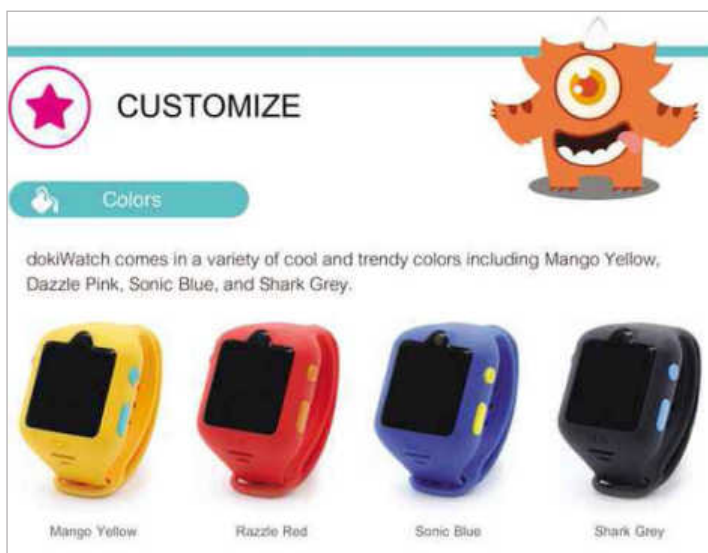 CUSTOMIZE
Colors
dokiWatch comes in a variety of cool and trendy colors including Mango Yellow,
Dazzle Pink, Sonic Blue, and Shark Grey.
Mango Yellow Razzle Red Sonic Blue Shark Grey